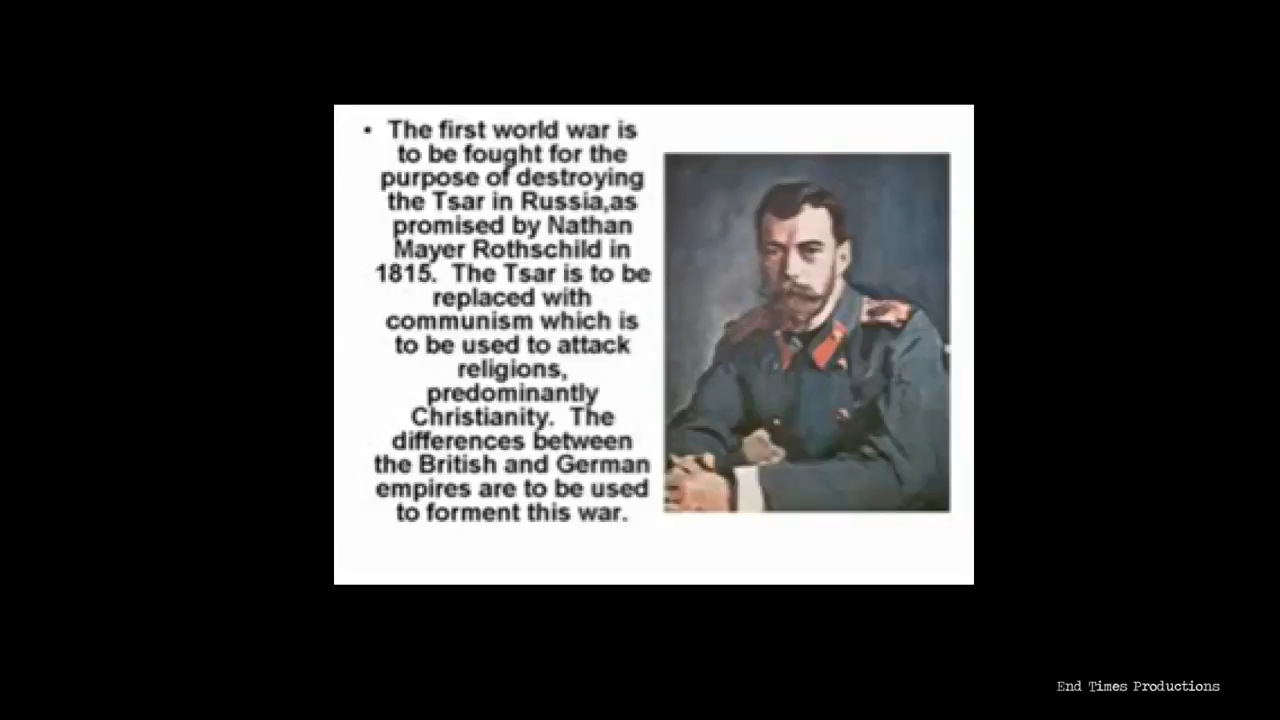 • The first world war is
to be fought for the
purpose of destroying
the Tsar in Russia,as
promised by Nathan
Mayer Rothschild in
1815.  The Tsar is to be
replaced with
communism which is
to be used to attack
religions,
predominantly
Christianity.  The
differences between
the British and German
empires are to be used
to forment this war.
End Times Productions